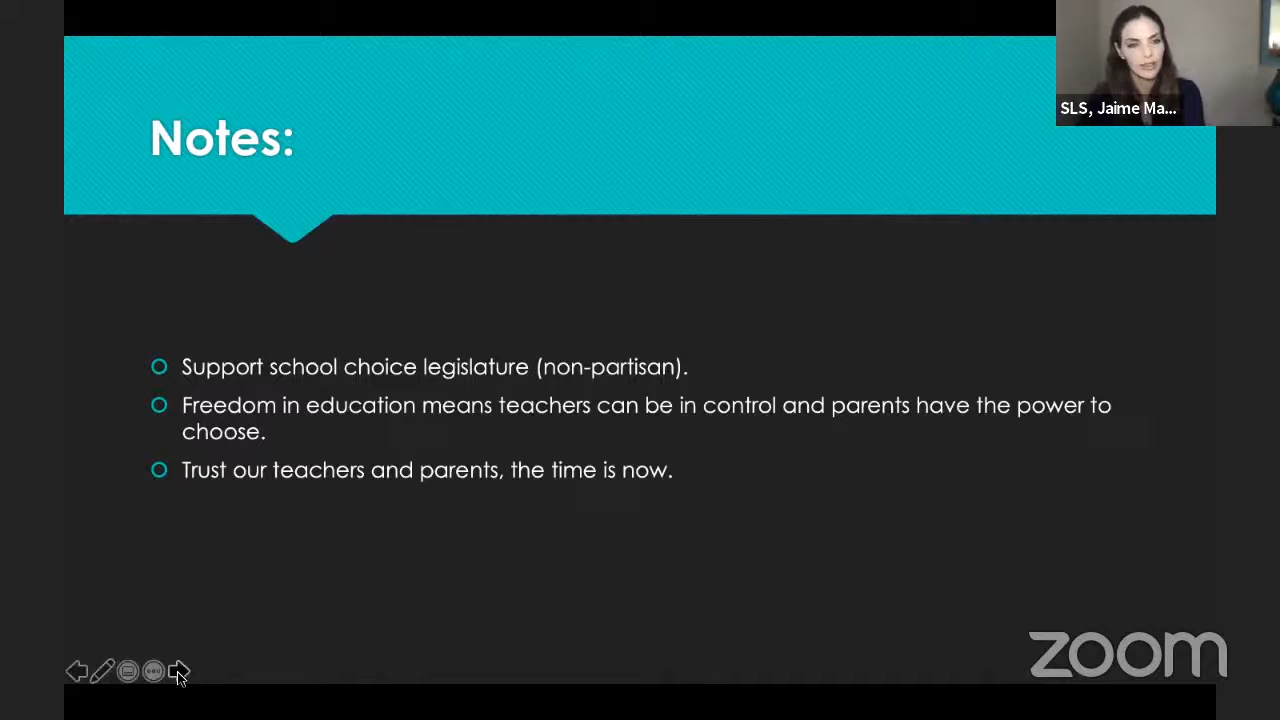 SLS, Jaime Ma...
Notes:
Support school choice legislature (non-partisan).
Freedom in education means teachers can be in control and parents have the power to
choose.
Trust our teachers and parents, the time is now.
zoom